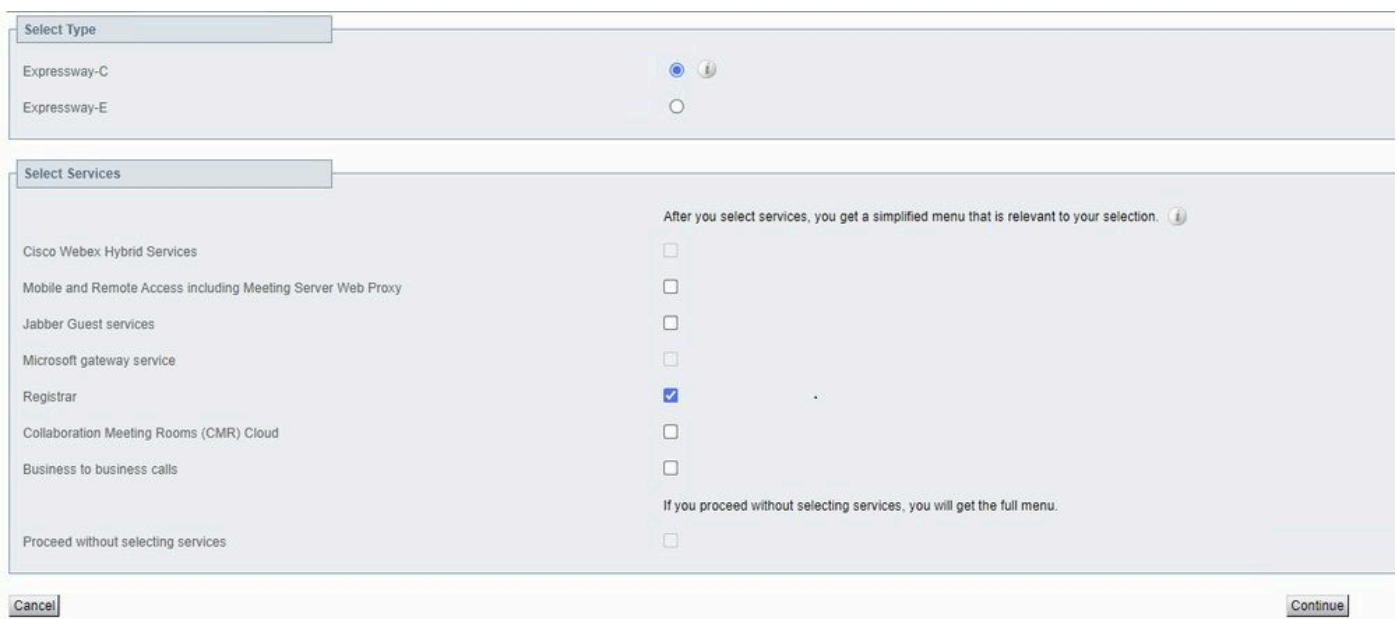 Select Type
Expressway-C
Expressway-E
Select Services
After you select services, you get a simplified menu that is relevant to your selection.
Cisco Webex Hybrid Services
Mobile and Remote Access including Meeting Server Web Proxy
Jabber Guest services
Microsoft gateway service
Registrar
Collaboration Meeting Rooms (CMR) Cloud
Business to business calls
If you proceed without selecting services, you will get the full menu.
Proceed without selecting services
Cancel
Continue